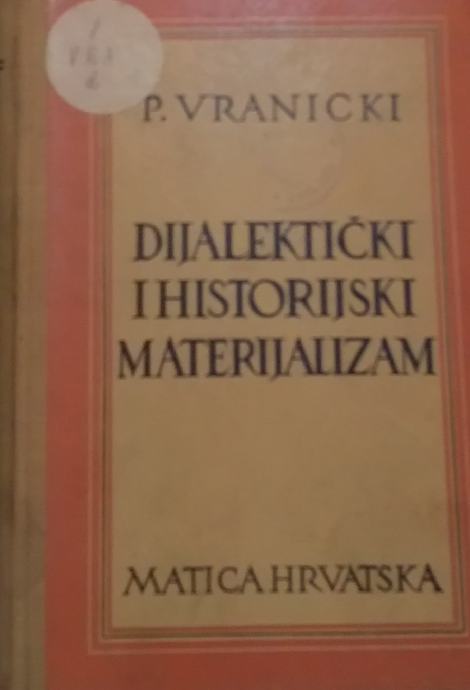 P. VRANICKI
DIJALEKTIČKI
I HISTORIJSKI
MATERIJALIZAM
MATICA HRVATSKA